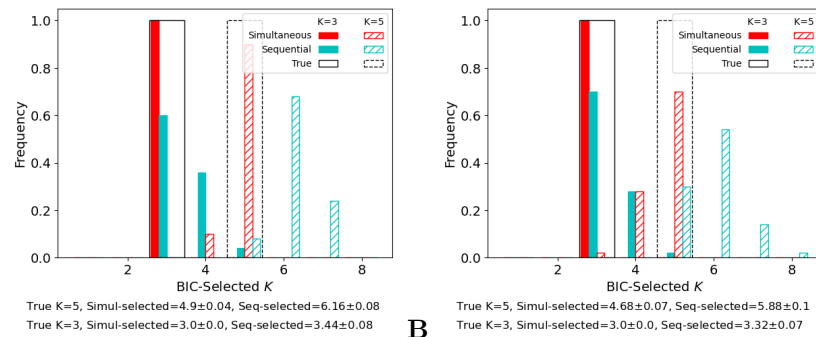 K=3 K=5
Simultaneous
Sequential
True
Frequency
1.0
0.8
0.6
0.4
0.2
0.0
2 4 6 8
BIC-Selected K
True K=5, Simul-selected=4.9±0.04, Seq-selected=6.16±0.08
True K=3, Simul-selected=3.0±0.0, Seq-selected=3.44±0.08
B
K=3 K=5
Simultaneous
Sequential
True
Frequency
1.0
0.8
0.6
0.4
0.2
0.0
2 4 6 8
BIC-Selected K
True K=5, Simul-selected=4.68±0.07, Seq-selected=5.88±0.1
True K=3, Simul-selected=3.0±0.0, Seq-selected=3.32±0.07